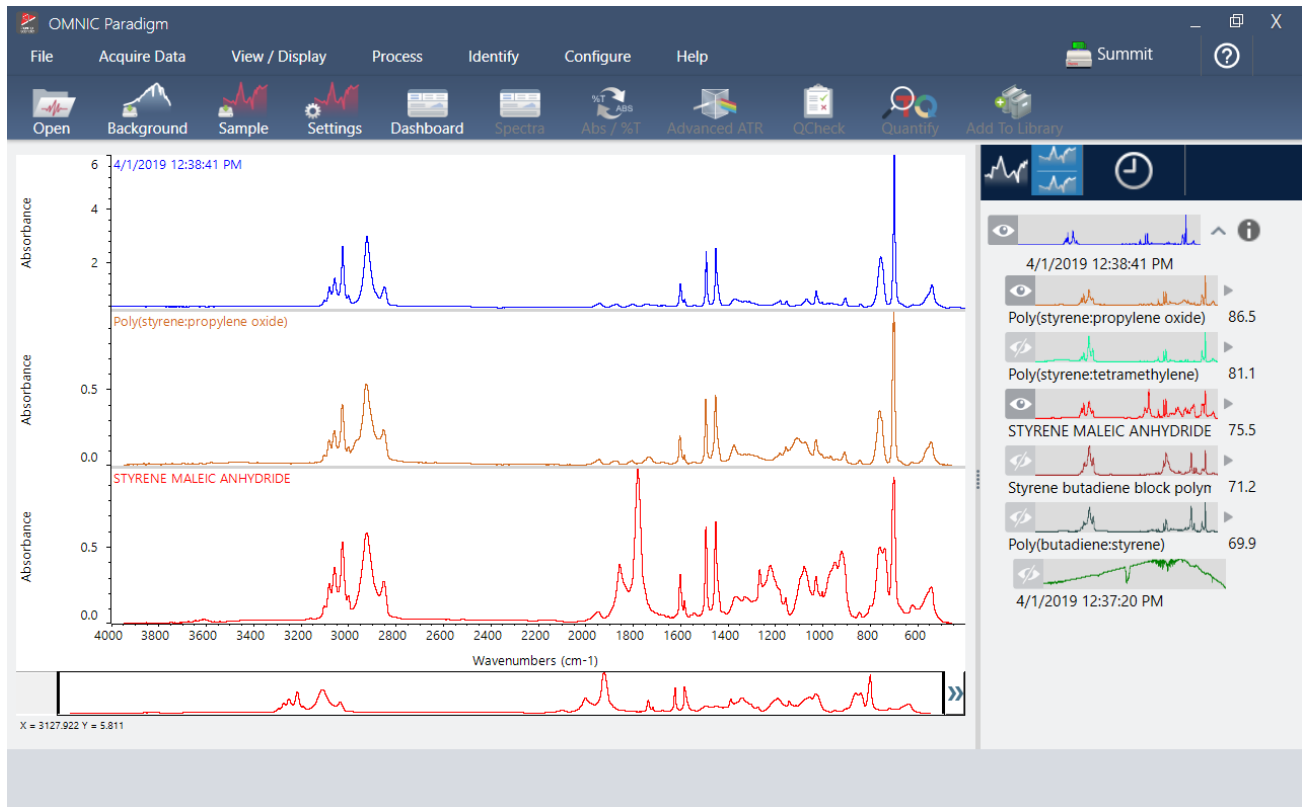 OMNIC Paradigm
_ X
File Acquire Data View / Display Process Identify Configure Help Summit ?
%T ABS
Open Background Sample Settings Dashboard Spectra Abs / %T Advanced ATR QCheck Quantify Add To Library
4/1/2019 12:38:41 PM
6
4
2
Absorbance
Poly(styrene:propylene oxide)
0.5
0.0
Absorbance
STYRENE MALEIC ANHYDRIDE
0.5
0.0
Absorbance
4000 3800 3600 3400 3200 3000 2800 2600 2400 2200 2000 1800 1600 1400 1200 1000 800 600
Wavenumbers (cm-1)
X = 3127.922 Y = 5.811
i
4/1/2019 12:38:41 PM
Poly(styrene:propylene oxide) 86.5
Poly(styrene:tetramethylene) 81.1
STYRENE MALEIC ANHYDRIDE 75.5
Styrene butadiene block polyn 71.2
Poly(butadiene:styrene) 69.9
4/1/2019 12:37:20 PM